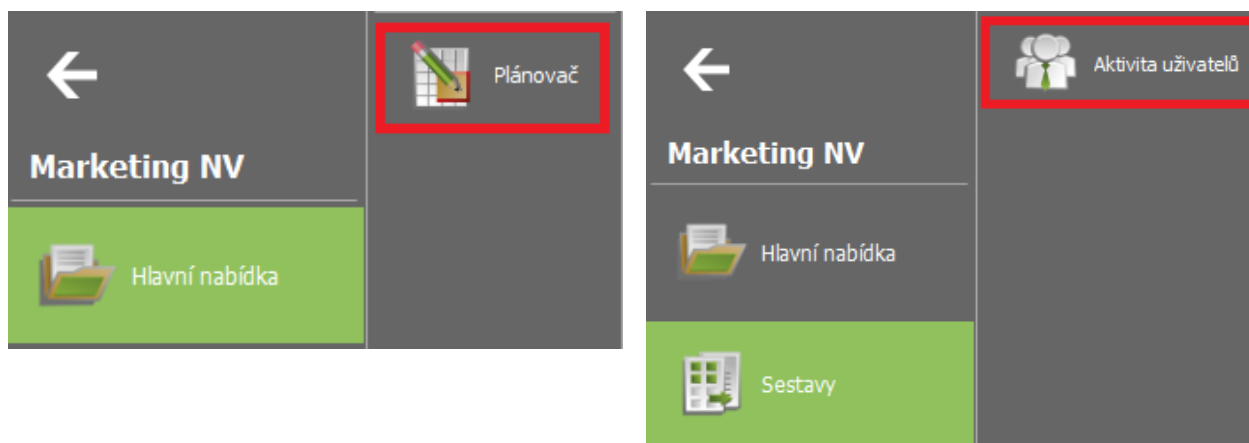 Plánovač
Marketing NV
Hlavní nabídka
Aktivita uživatelů
Marketing NV
Hlavní nabídka
Sestavy